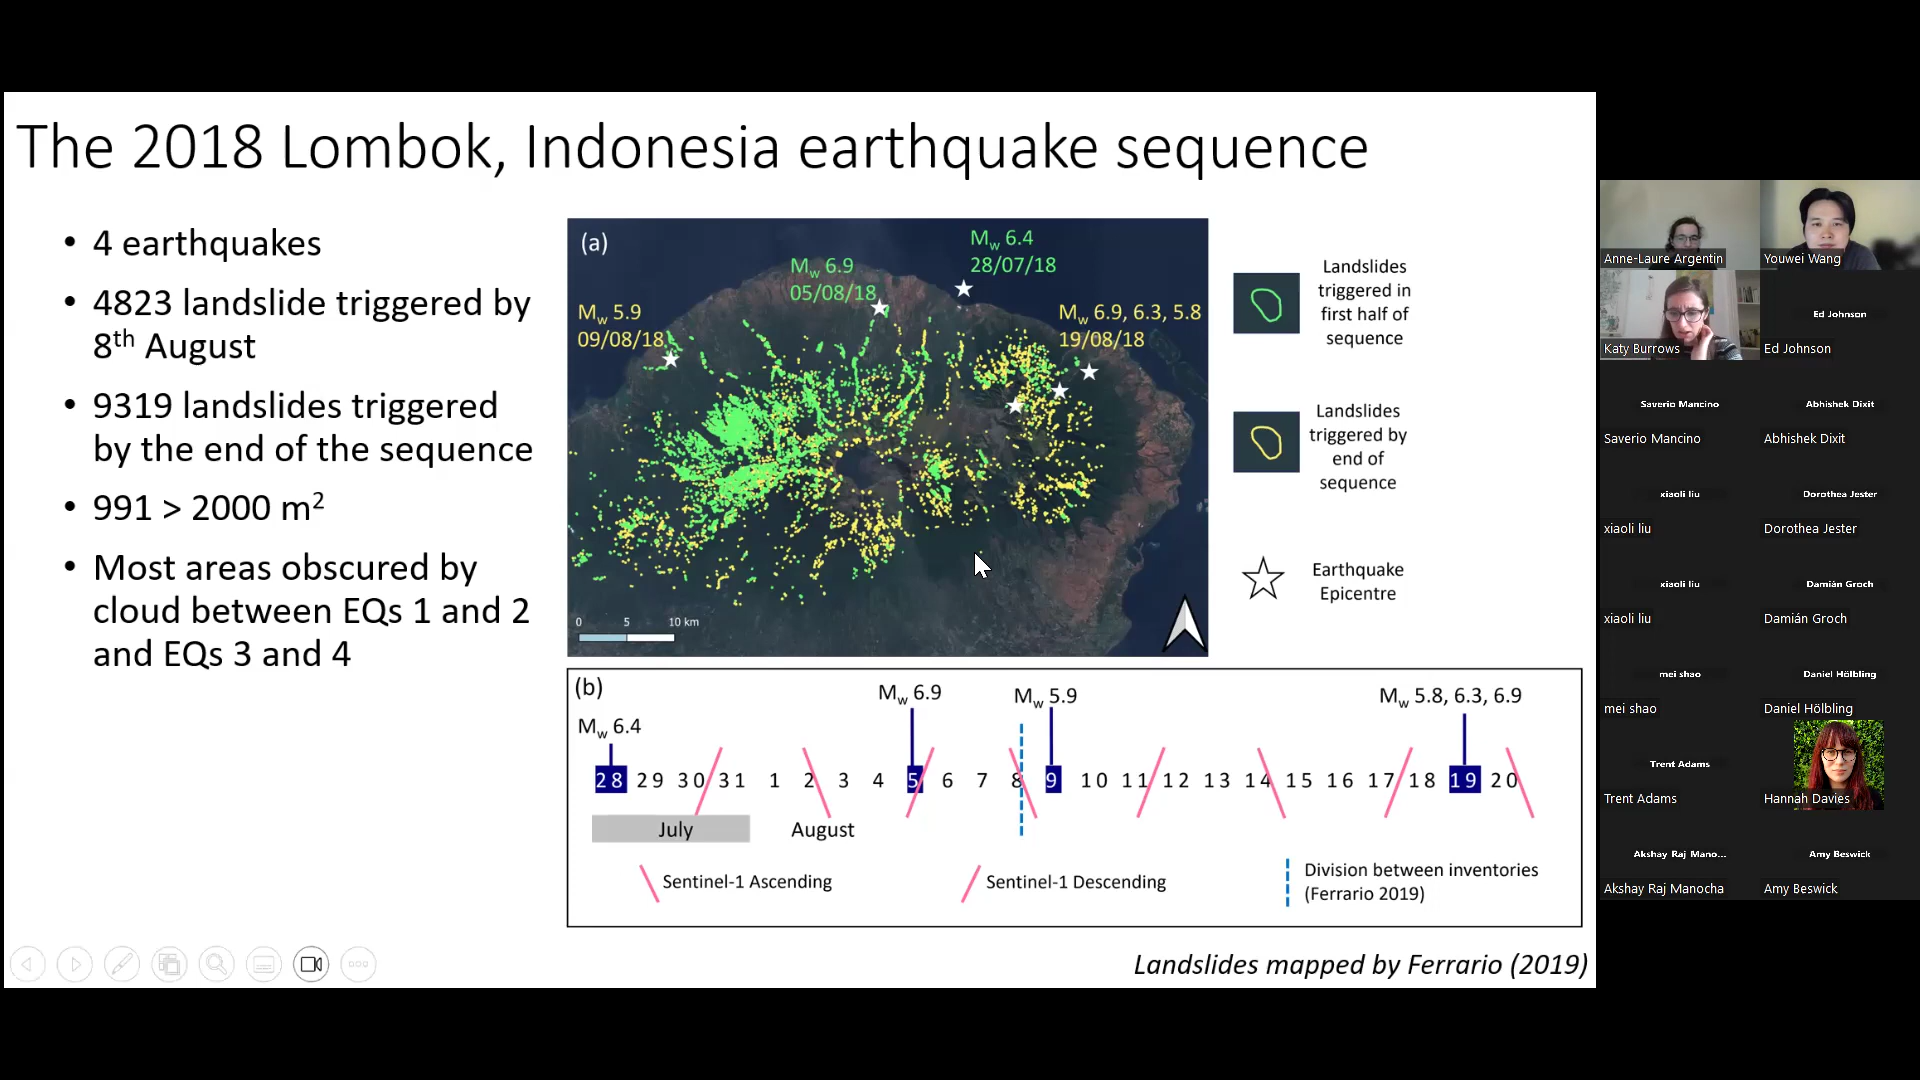 The 2018 Lombok, Indonesia earthquake sequence
• 4 earthquakes
• 4823 landslide triggered by
8th August
• 9319 landslides triggered
by the end of the sequence
• 991 > 2000 m²
• Most areas obscured by
cloud between EQs 1 and 2
and EQs 3 and 4
(a)
Mw 6.4
28/07/18
Mw 6.9
05/08/18
Mw 5.9
09/08/18
Mw 6.9, 6.3, 5.8
19/08/18
0 5 10 km
Landslides
triggered in
first half of
sequence
Landslides
triggered by
end of
sequence
Earthquake
Epicentre
(b)
Mw 6.4
Mw 6.9
Mw 5.9
Mw 5.8, 6.3, 6.9
28 29 30 31 1 2 3 4 5 6 7 8 9 10 11 12 13 14 15 16 17 18 19 20
July
August
Sentinel-1 Ascending
Sentinel-1 Descending
Division between inventories
(Ferrario 2019)
Landslides mapped by Ferrario (2019)
Anne-Laure Argentin
Youwei Wang
Katy Burrows
Ed Johnson
Ed Johnson
Saverio Mancino
Saverio Mancino
Abhishek Dixit
Abhishek Dixit
xiaoli liu
xiaoli liu
Dorothea Jester
Dorothea Jester
xiaoli liu
xiaoli liu
Damián Groch
Damián Groch
mei shao
mei shao
Daniel Hölbling
Daniel Hölbling
Trent Adams
Trent Adams
Hannah Davies
Akshay Raj Mano...
Akshay Raj Manocha
Amy Beswick
Amy Beswick